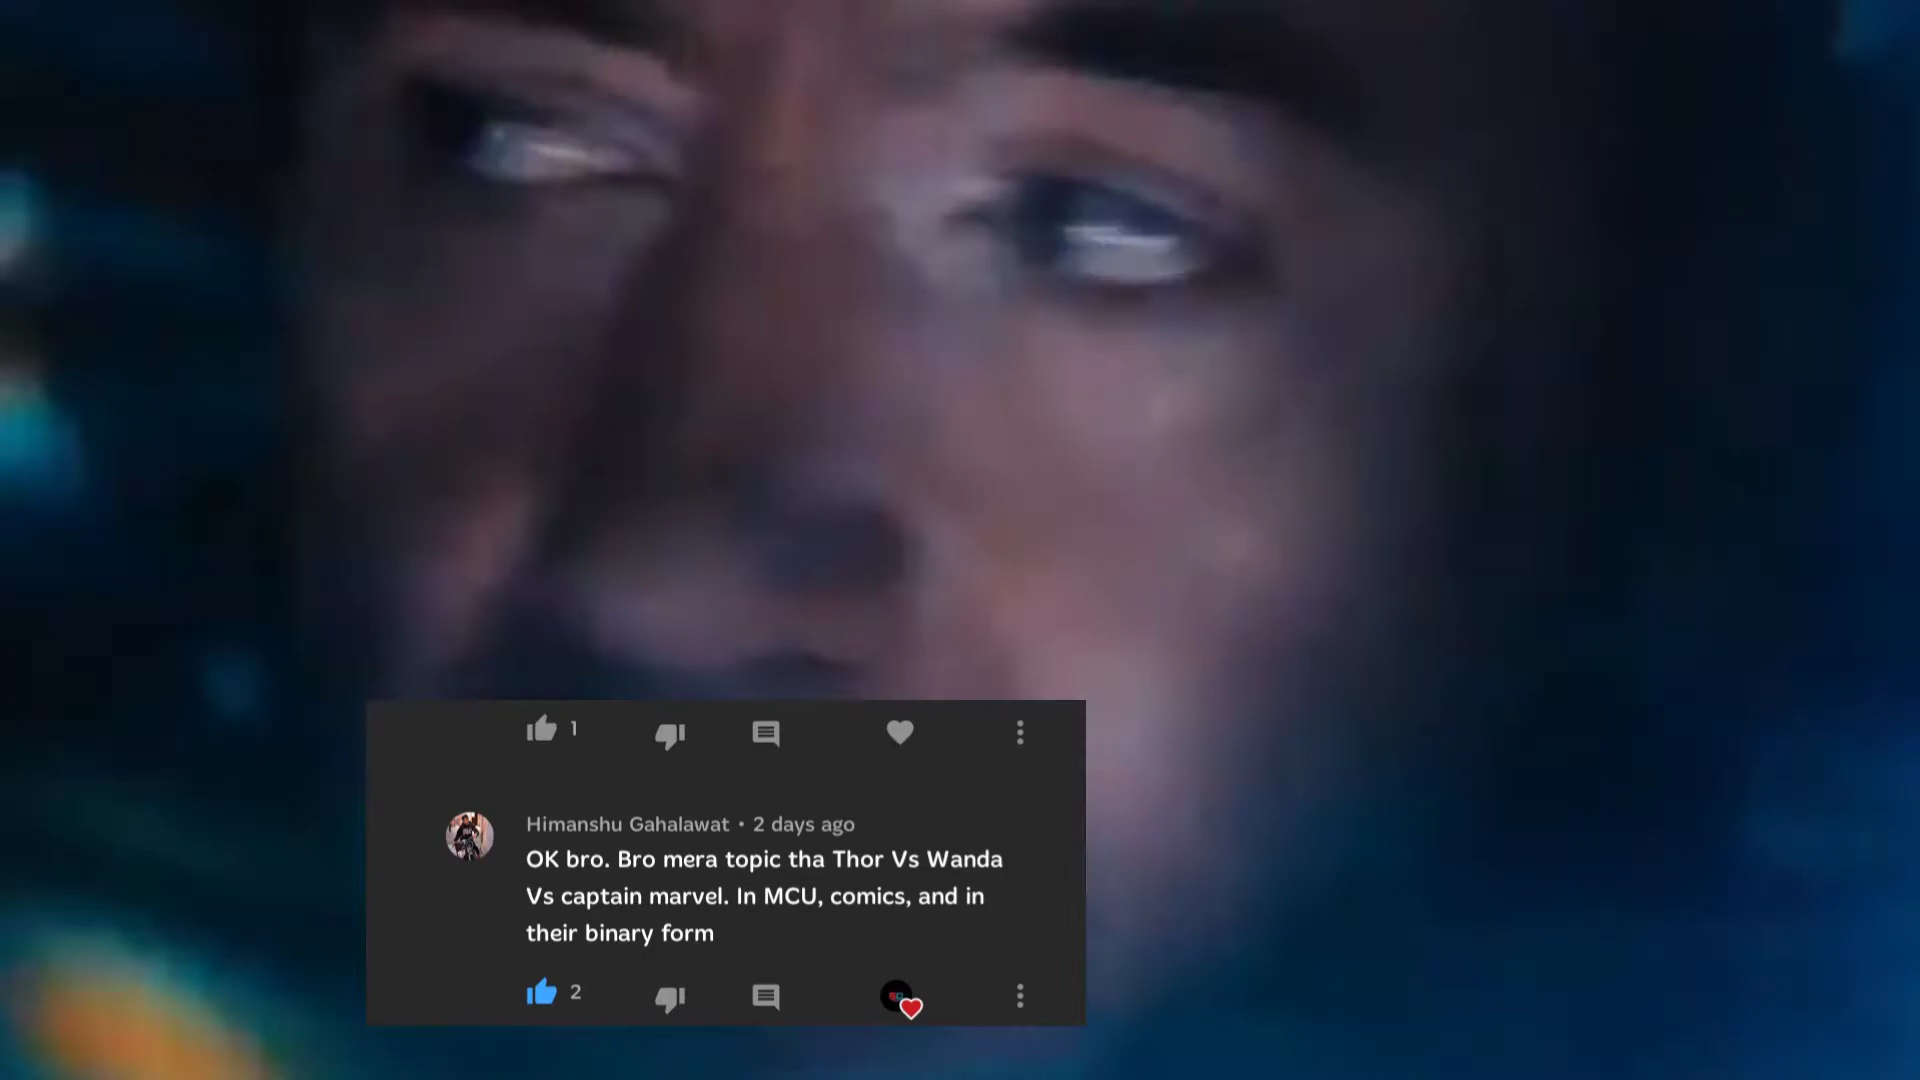 1
Himanshu Gahalawat • 2 days ago
OK bro. Bro mera topic tha Thor Vs Wanda
Vs captain marvel. In MCU, comics, and in
their binary form
2